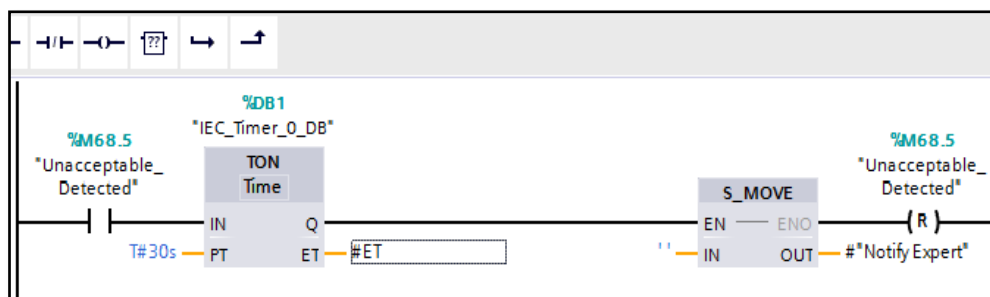 ??
%DB1
"IEC_Timer_0_DB"
%M68.5
"Unacceptable_
Detected"
TON
Time
IN
Q
T#30s
PT
ET
#ET
S_MOVE
EN
ENO
' '
IN
OUT
#"Notify Expert"
%M68.5
"Unacceptable_
Detected"
R